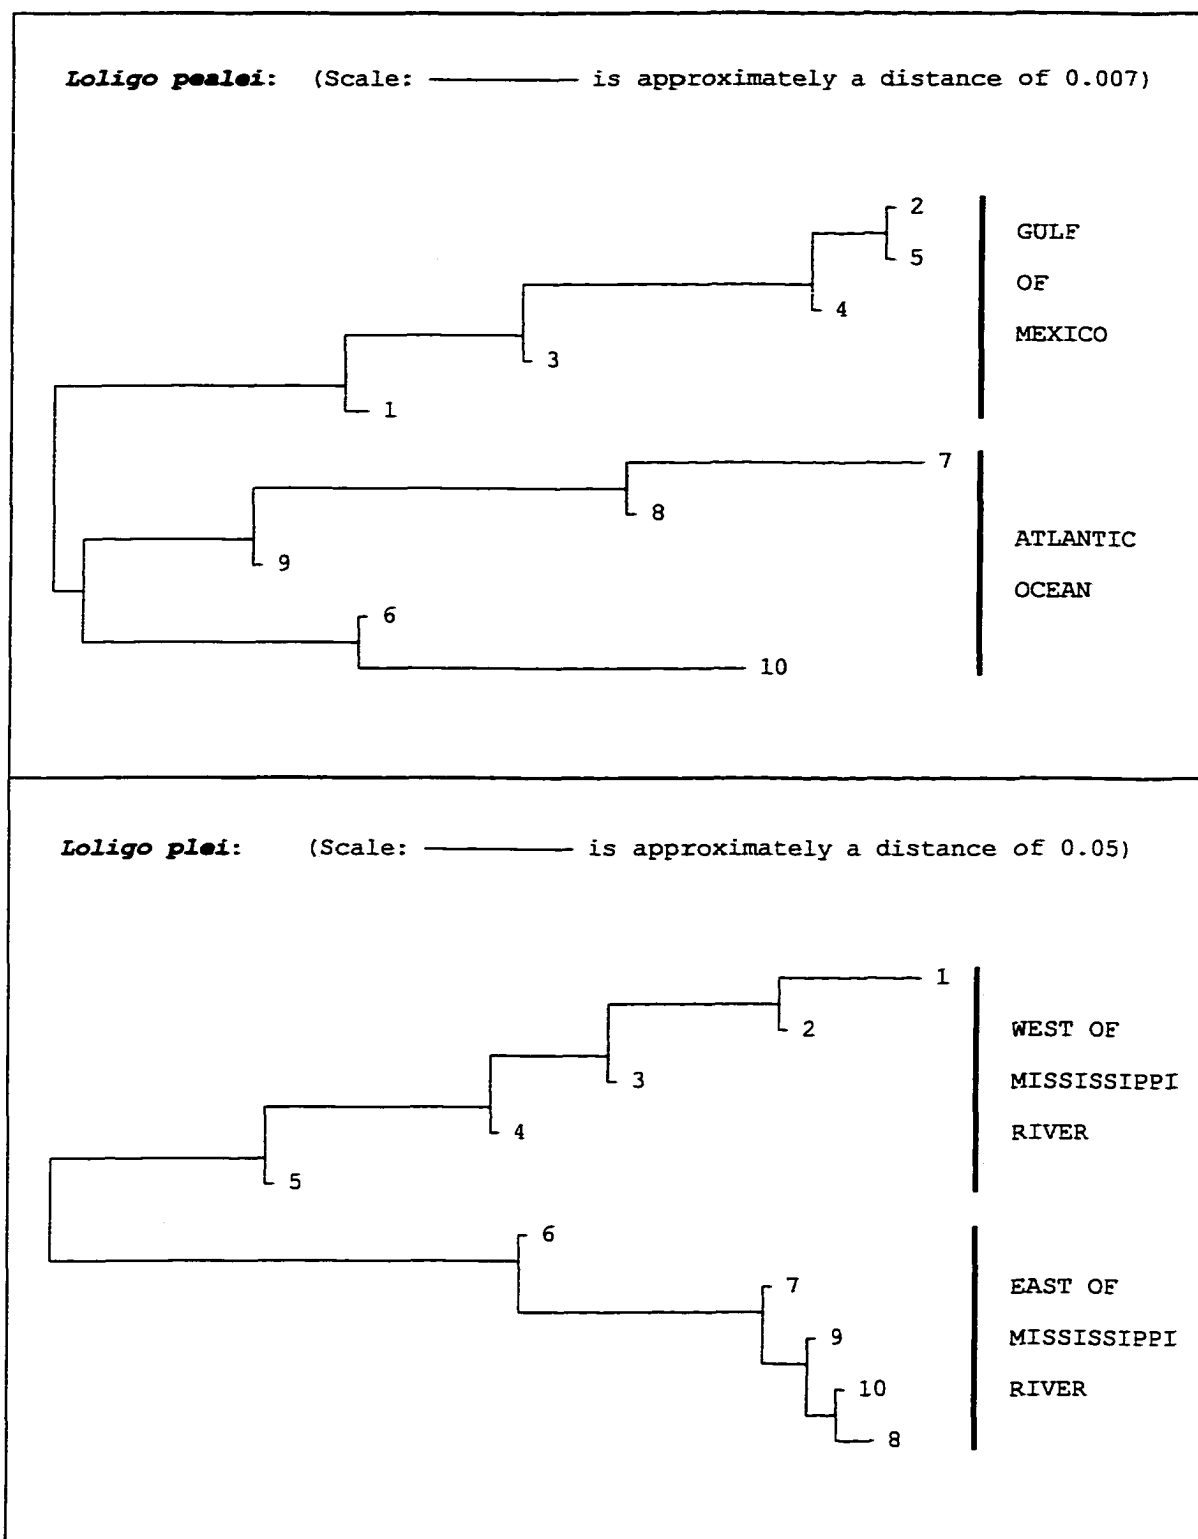 Loligo pealei: (Scale: ———— is approximately a distance of 0.007)
2
GULF
5
OF
4
MEXICO
3
1
7
8
ATLANTIC
9
OCEAN
6
10
Loligo plei: (Scale: ———— is approximately a distance of 0.05)
1
WEST OF
2
MISSISSIPPI
3
RIVER
4
5
6
EAST OF
7
MISSISSIPPI
9
RIVER
10
8